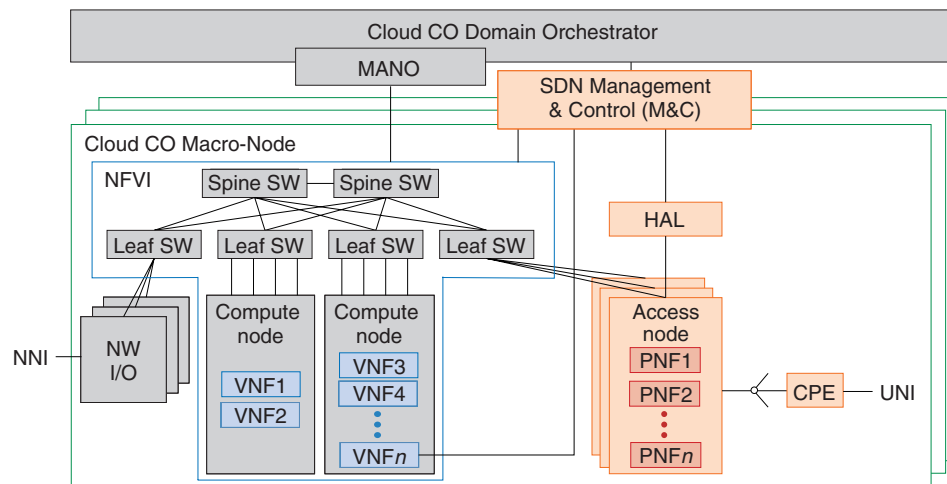 Cloud CO Domain Orchestrator
MANO
SDN Management
& Control (M&C)
Cloud CO Macro-Node
NFVI
Spine SW
Spine SW
HAL
Leaf SW
Leaf SW
Leaf SW
Leaf SW
Compute
node
Compute
node
Access
node
NNI
NW
I/O
VNF1
VNF2
VNF3
VNF4
VNFn
PNF1
PNF2
PNFn
CPE
UNI